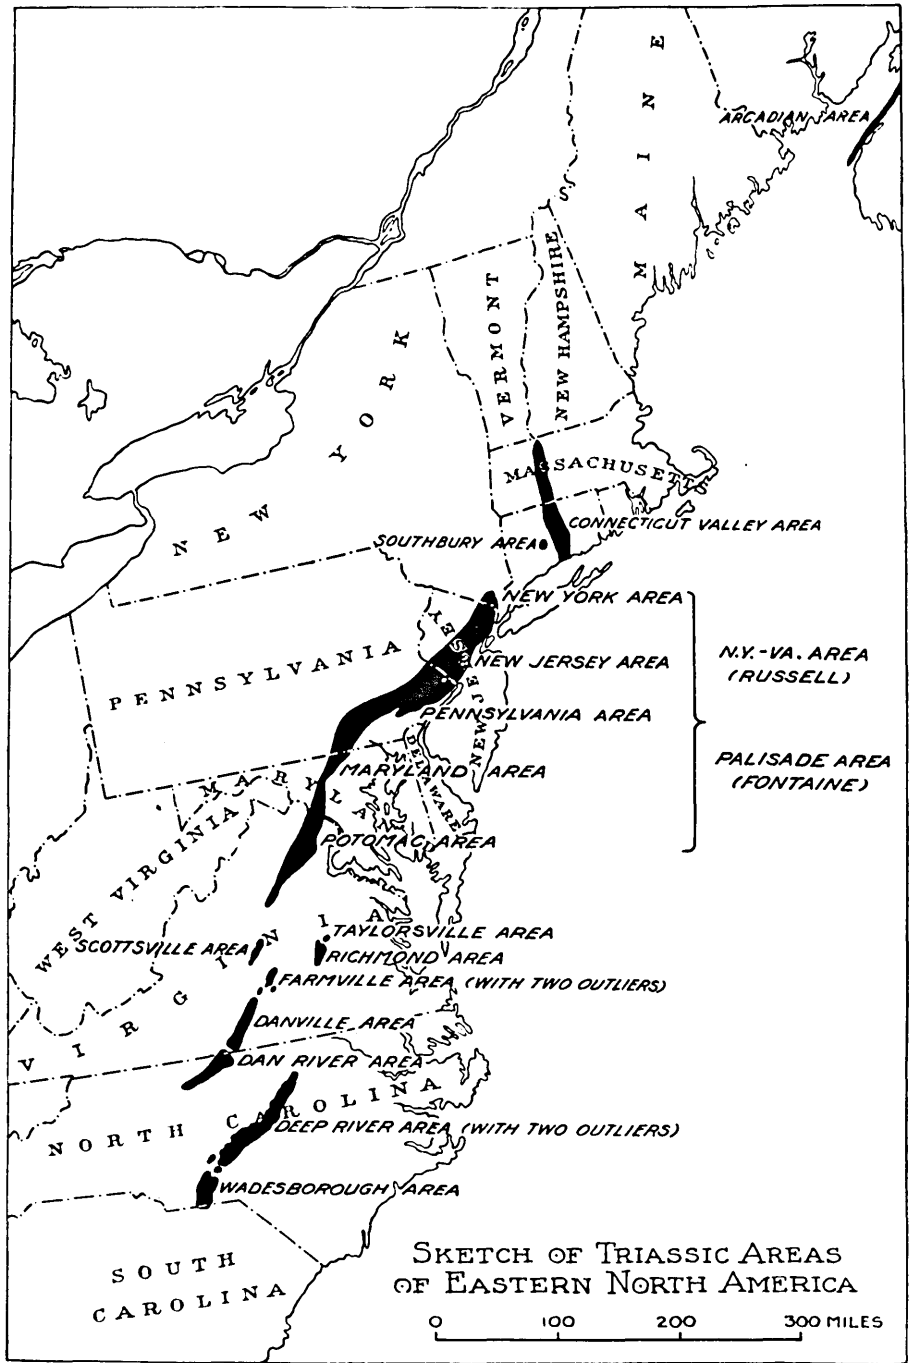 MAINE
ARCADIAN AREA
VERMONT
NEW HAMPSHIRE
NEW YORK
MASSACHUSETTS
CONNECTICUT VALLEY AREA
SOUTHBURY AREA
NEW YORK AREA
NEW JERSEY
PENNSYLVANIA
NEW JERSEY AREA
N.Y.-VA. AREA
(RUSSELL)
PENNSYLVANIA AREA
DELAWARE
PALISADE AREA
(FONTAINE)
MARYLAND AREA
MARYLAND
WEST VIRGINIA
POTOMAC AREA
VIRGINIA
TAYLORSVILLE AREA
SCOTTSVILLE AREA
RICHMOND AREA
FARMVILLE AREA (WITH TWO OUTLIERS)
DANVILLE AREA
DAN RIVER AREA
NORTH CAROLINA
DEEP RIVER AREA (WITH TWO OUTLIERS)
WADESBOROUGH AREA
SOUTH
CAROLINA
SKETCH OF TRIASSIC AREAS
OF EASTERN NORTH AMERICA
0 100 200 300 MILES